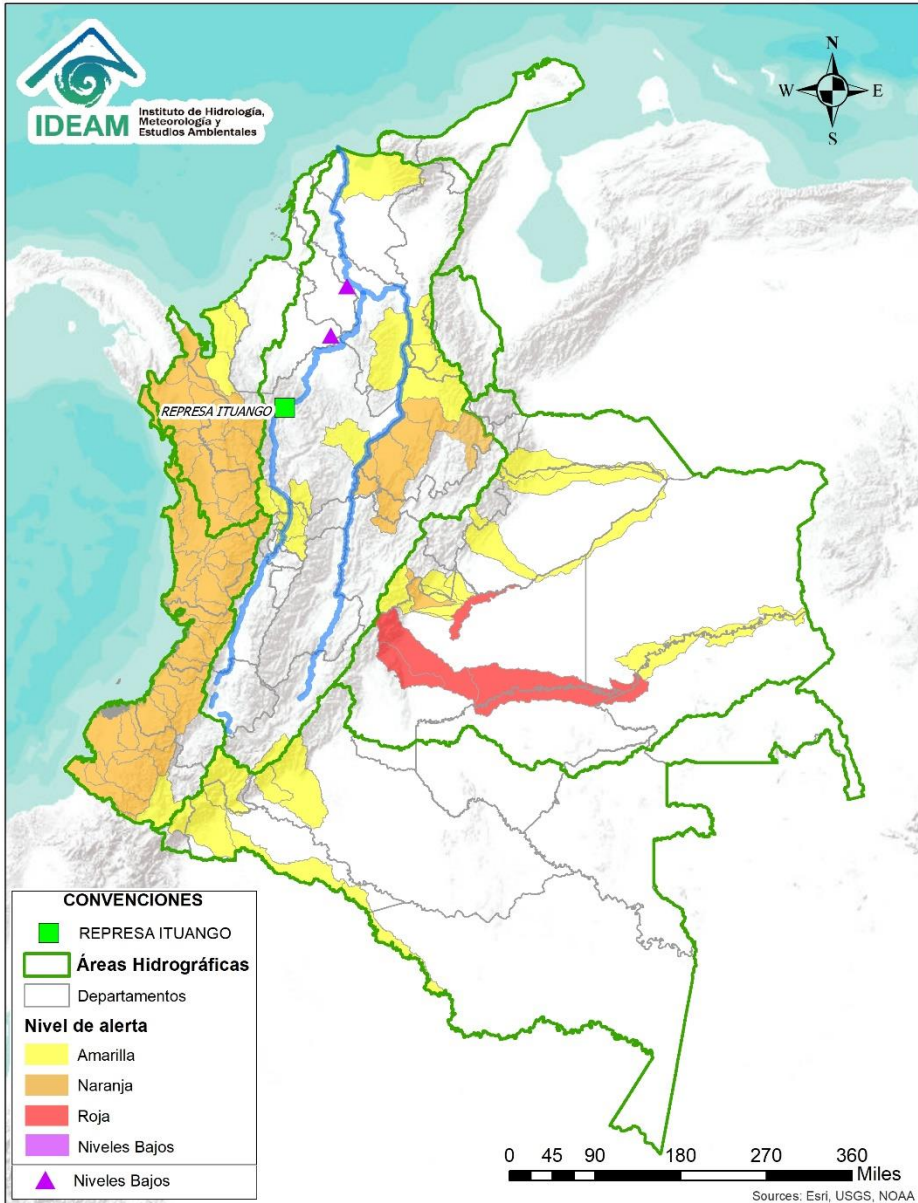 IDEAM
Instituto de Hidrología,
Meteorología y
Estudios Ambientales
N
W
E
S
REPRESA ITUANGO
CONVENCIONES
REPRESA ITUANGO
Áreas Hidrográficas
Departamentos
Nivel de alerta
Amarilla
Naranja
Roja
Niveles Bajos
Niveles Bajos
0 45 90 180 270 360
Miles
Sources: Esri, USGS, NOAA